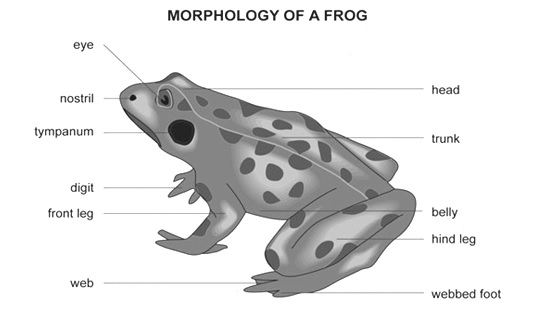 MORPHOLOGY OF A FROG
eye
nostril
tympanum
digit
front leg
web
head
trunk
belly
hind leg
webbed foot